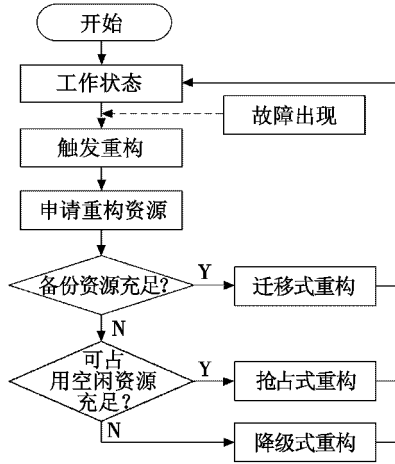 开始
工作状态
故障出现
触发重构
申请重构资源
备份资源充足?
Y
迁移式重构
N
可占
用空闲资源
充足?
Y
抢占式重构
N
降级式重构